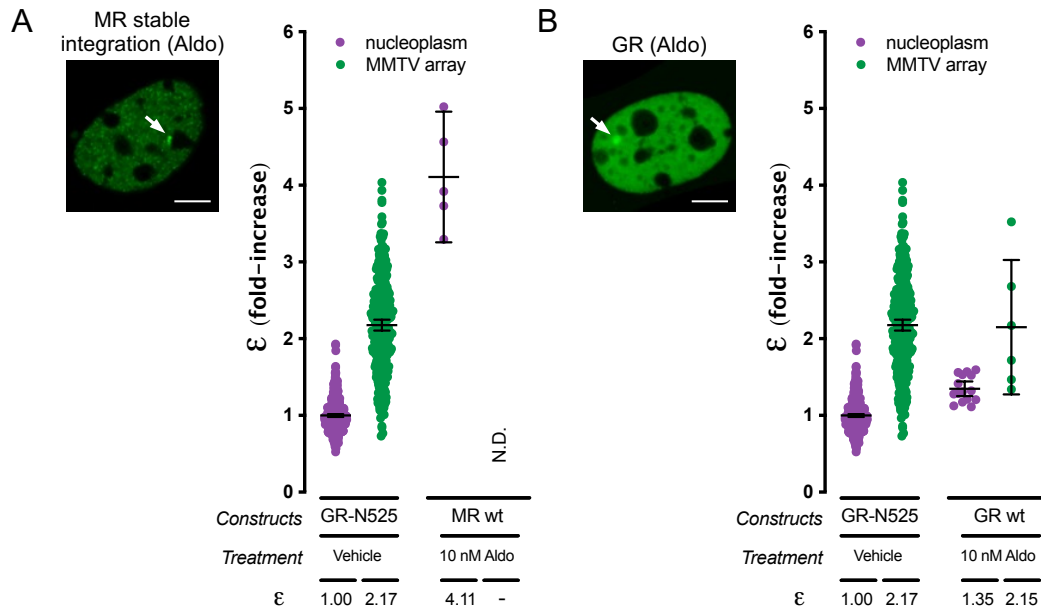 A
MR stable
integration (Aldo)
ε (fold-increase)
6
5
4
3
2
1
0
nucleoplasm
MMTV array
N.D.
Constructs GR-N525 MR wt
Treatment Vehicle 10 nM Aldo
ε 1.00 2.17 4.11 -
B
GR (Aldo)
ε (fold-increase)
6
5
4
3
2
1
0
nucleoplasm
MMTV array
Constructs GR-N525 GR wt
Treatment Vehicle 10 nM Aldo
ε 1.00 2.17 1.35 2.15